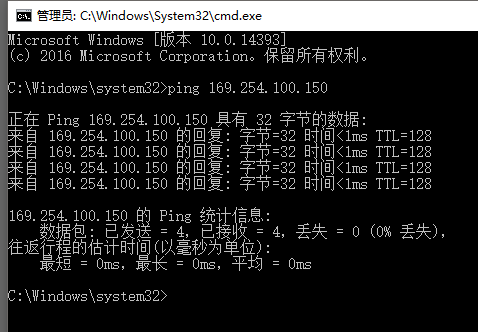 管理员: C:\Windows\System32\cmd.exe
Microsoft Windows [版本 10.0.14393]
(c) 2016 Microsoft Corporation。保留所有权利。
C:\Windows\system32>ping 169.254.100.150
正在 Ping 169.254.100.150 具有 32 字节的数据:
来自 169.254.100.150 的回复: 字节=32 时间<1ms TTL=128
来自 169.254.100.150 的回复: 字节=32 时间<1ms TTL=128
来自 169.254.100.150 的回复: 字节=32 时间<1ms TTL=128
来自 169.254.100.150 的回复: 字节=32 时间<1ms TTL=128
169.254.100.150 的 Ping 统计信息:
数据包: 已发送 = 4，已接收 = 4，丢失 = 0 (0% 丢失)，
往返行程的估计时间(以毫秒为单位):
最短 = 0ms，最长 = 0ms，平均 = 0ms
C:\Windows\system32>